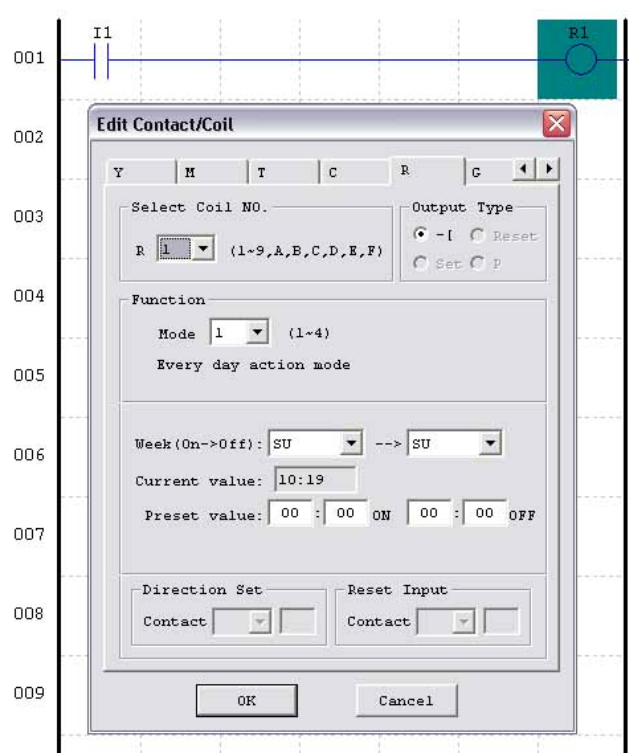 I1 R1
001
Edit Contact/Coil
002
Y M T C R G
Select Coil NO. Output Type
003
R 1 (1~9,A,B,C,D,E,F) -[ Reset
Set P
004
Function
Mode 1 (1~4)
Every day action mode
005
Week(On->Off): SU --> SU
006
Current value: 10:19
Preset value: 00 : 00 ON 00 : 00 OFF
007
Direction Set Reset Input
008
Contact Contact
009
OK Cancel